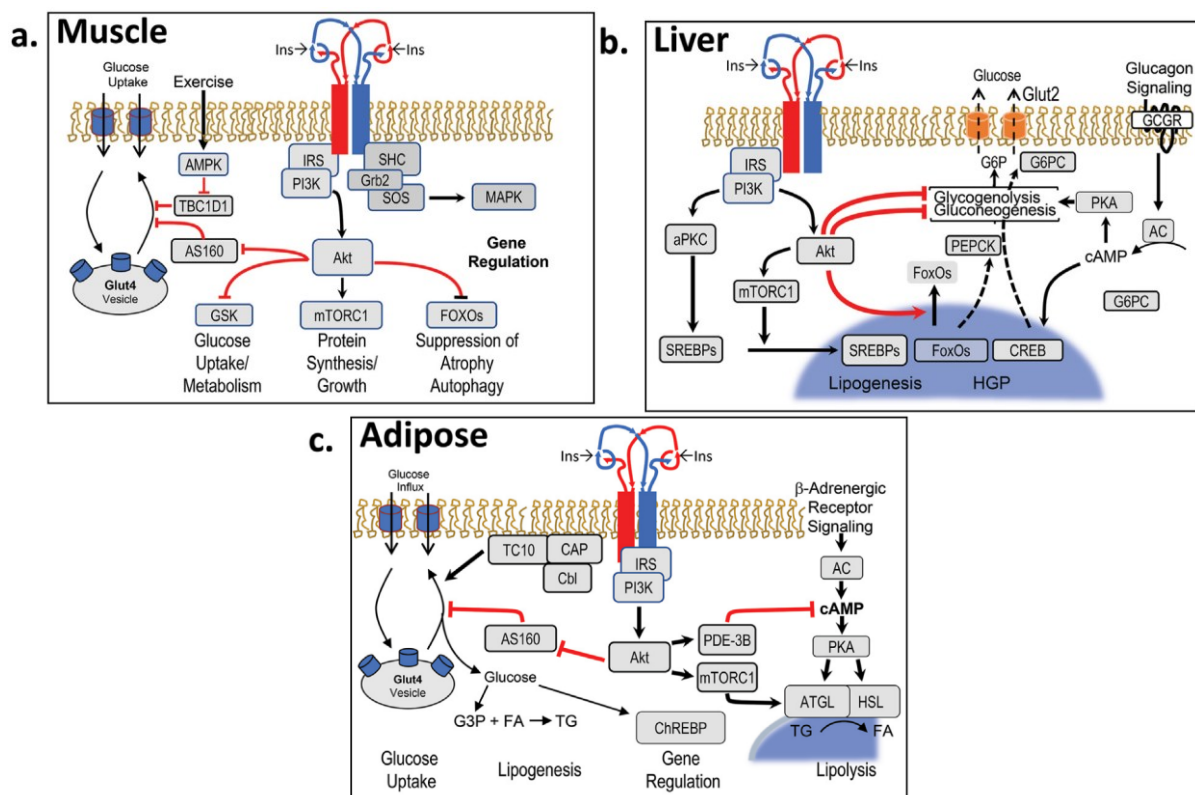 a. Muscle
Glucose
Uptake
Exercise
Ins
Ins
AMPK
TBC1D1
AS160
Glut4
Vesicle
IRS
PI3K
SHC
Grb2
SOS
MAPK
Gene
Regulation
Akt
GSK
mTORC1
FOXOs
Glucose
Uptake/
Metabolism
Protein
Synthesis/
Growth
Suppression of
Atrophy
Autophagy
b. Liver
Ins
Ins
Glucose
Glut2
Glucagon
Signaling
GCGR
IRS
PI3K
G6P
G6PC
Glycogenolysis
Gluconeogenesis
PKA
aPKC
Akt
PEPCK
AC
cAMP
mTORC1
FoxOs
G6PC
SREBPs
SREBPs
FoxOs
CREB
Lipogenesis
HGP
c. Adipose
Glucose
Influx
Ins
Ins
β-Adrenergic
Receptor
Signaling
TC10
CAP
Cbl
IRS
PI3K
AC
cAMP
AS160
Akt
PDE-3B
PKA
mTORC1
Glut4
Vesicle
Glucose
G3P + FA
TG
ChREBP
ATGL
HSL
TG
FA
Glucose
Uptake
Lipogenesis
Gene
Regulation
Lipolysis